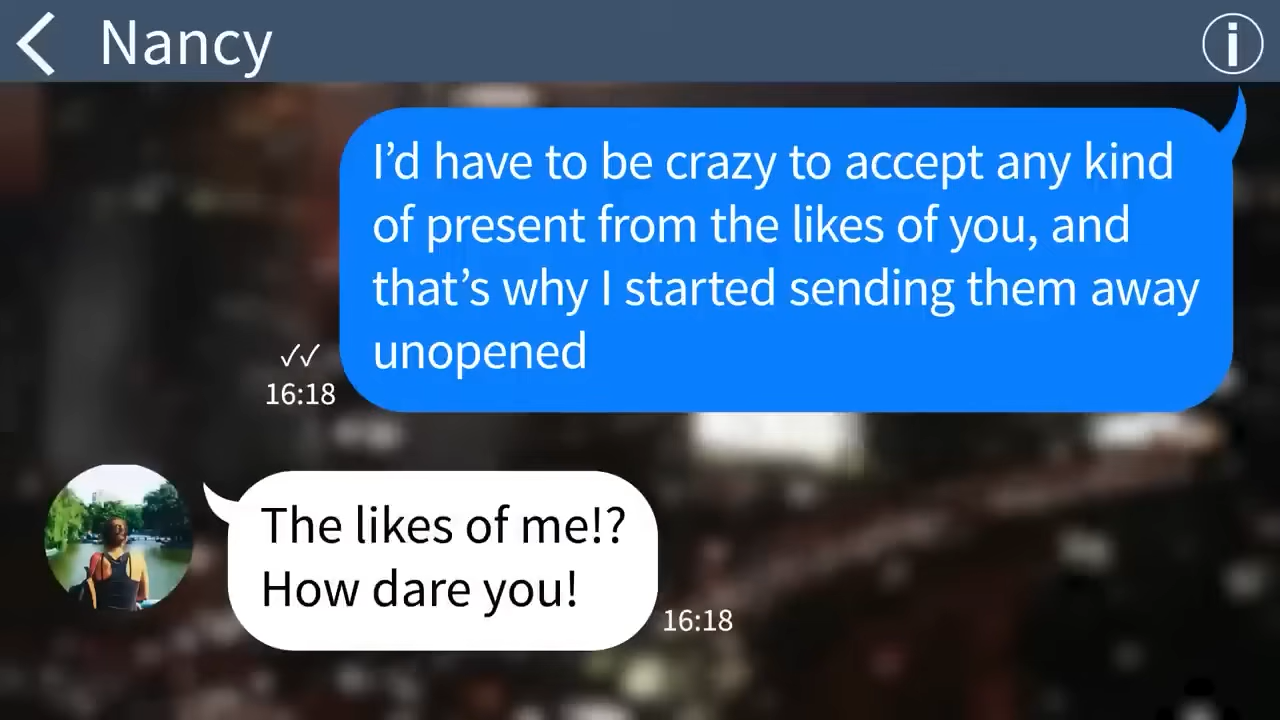 Nancy
I’d have to be crazy to accept any kind
of present from the likes of you, and
that’s why I started sending them away
unopened
✓✓
16:18
The likes of me!?
How dare you!
16:18